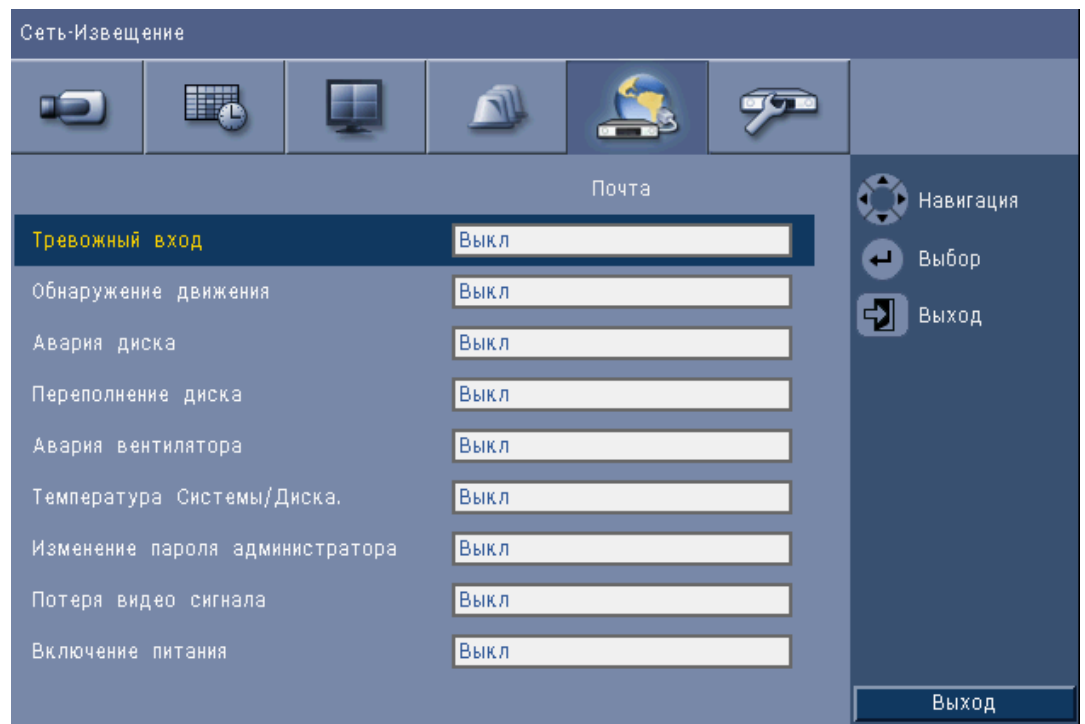 Сеть-Извещение
Почта
Тревожный вход Выкл
Обнаружение движения Выкл
Авария диска Выкл
Переполнение диска Выкл
Авария вентилятора Выкл
Температура Системы/Диска. Выкл
Изменение пароля администратора Выкл
Потеря видео сигнала Выкл
Включение питания Выкл
Навигация
Выбор
Выход
Выход